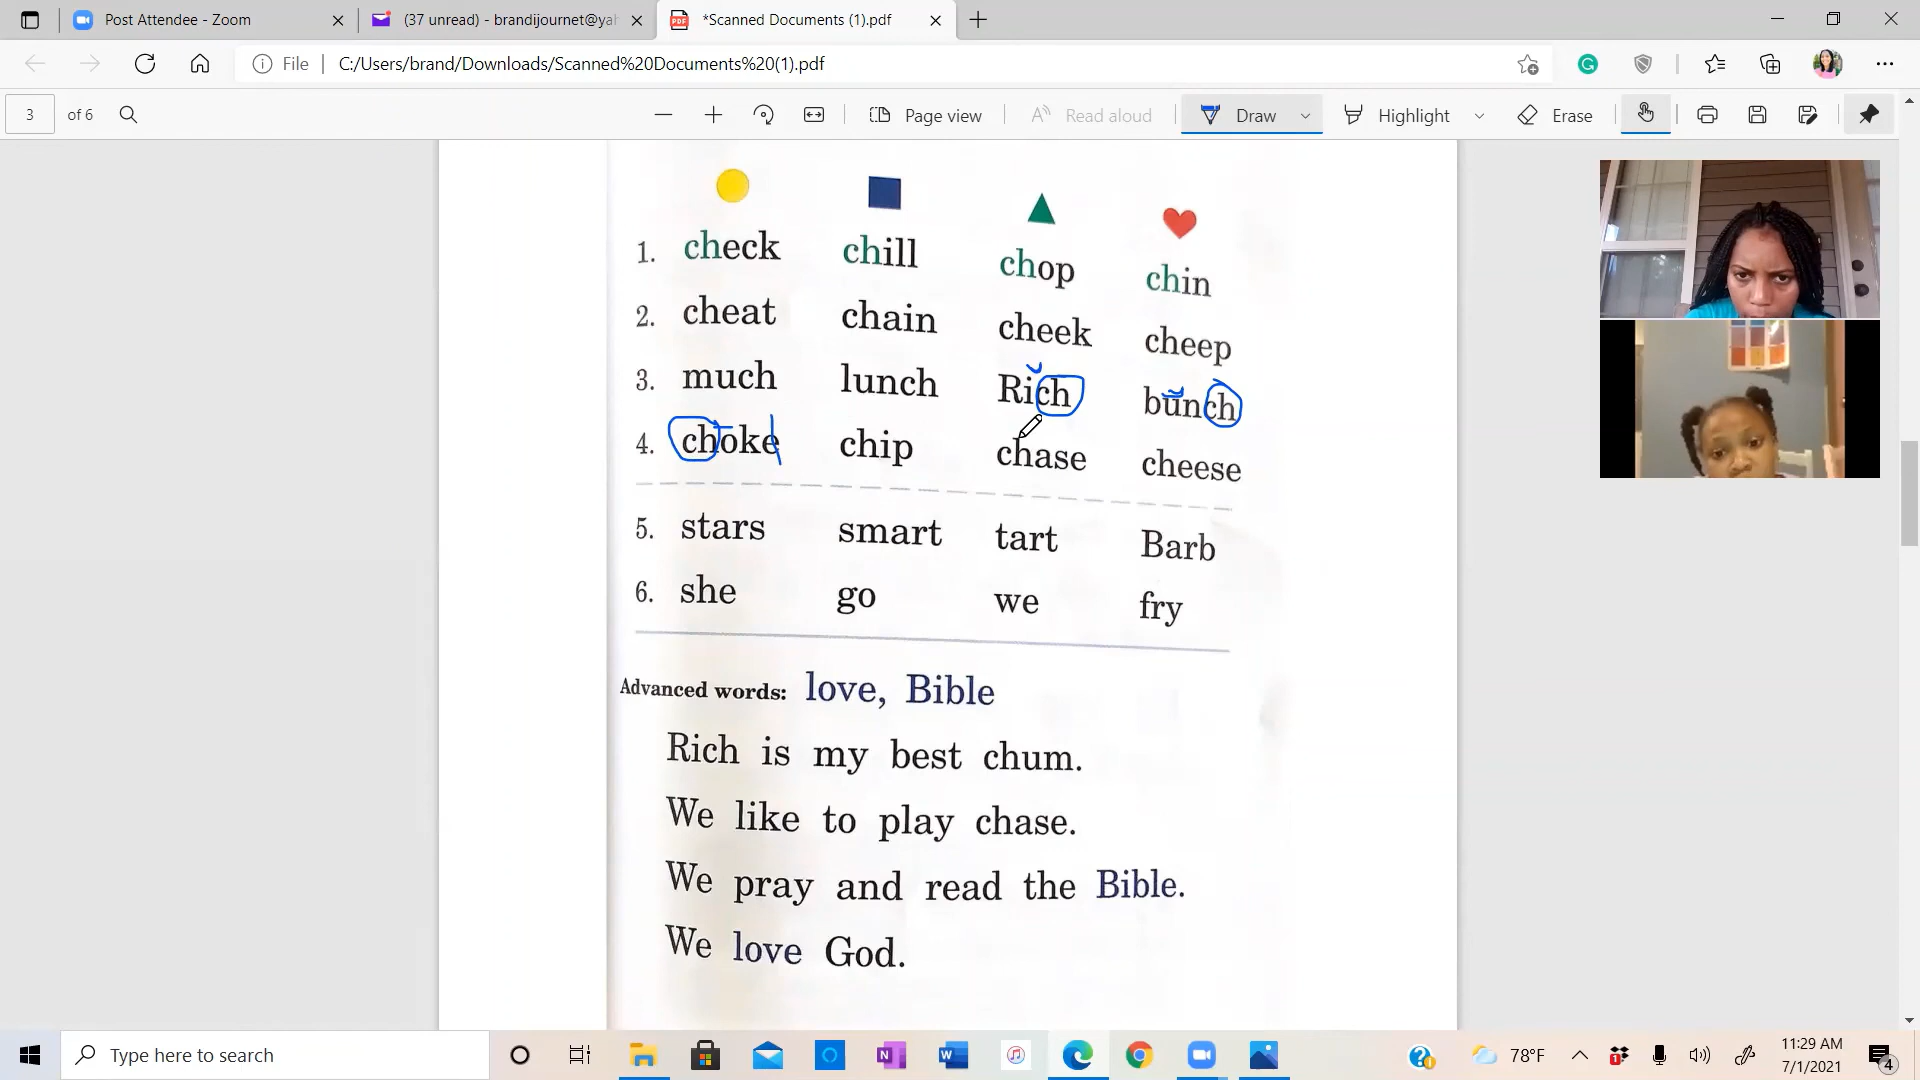 Post Attendee - Zoom
(37 unread) - brandijournet@ya
*Scanned Documents (1).pdf
File
C:/Users/brand/Downloads/Scanned%20Documents%20(1).pdf
3 of 6
Page view
Read aloud
Draw
Highlight
Erase
1. check chill chop chin
2. cheat chain cheek cheep
3. much lunch Rich bunch
4. choke chip chase cheese
5. stars smart tart Barb
6. she go we fry
Advanced words: love, Bible
Rich is my best chum.
We like to play chase.
We pray and read the Bible.
We love God.
Type here to search
78°F
11:29 AM
7/1/2021
4